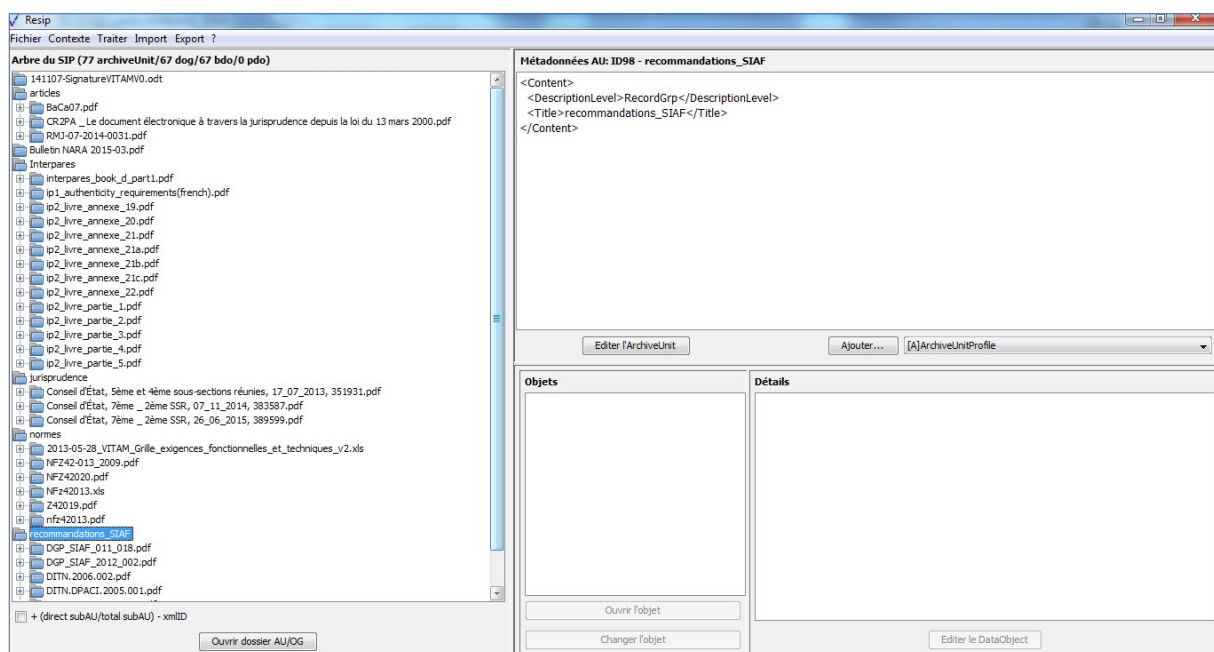 Resip
Fichier Contexte Traiter Import Export ?
Arbre du SIP (77 archiveUnit/67 dog/67 bdo/0 pdo)
141107-SignatureVITAMV0.odt
articles
BaCa07.pdf
CR2PA _ Le document électronique à travers la jurisprudence depuis la loi du 13 mars 2000.pdf
RMJ-07-2014-0031.pdf
Bulletin NARA 2015-03.pdf
Interpares
interpares_book_d_part1.pdf
ip1_authenticity_requirements(french).pdf
ip2_livre_annexe_19.pdf
ip2_livre_annexe_20.pdf
ip2_livre_annexe_21.pdf
ip2_livre_annexe_21a.pdf
ip2_livre_annexe_21b.pdf
ip2_livre_annexe_21c.pdf
ip2_livre_annexe_22.pdf
ip2_livre_partie_1.pdf
ip2_livre_partie_2.pdf
ip2_livre_partie_3.pdf
ip2_livre_partie_4.pdf
ip2_livre_partie_5.pdf
jurisprudence
Conseil d'État, 5ème et 4ème sous-sections réunies, 17_07_2013, 351931.pdf
Conseil d'État, 7ème _ 2ème SSR, 07_11_2014, 383587.pdf
Conseil d'État, 7ème _ 2ème SSR, 26_06_2015, 389599.pdf
normes
2013-05-28_VITAM_Grille_exigences_fonctionnelles_et_techniques_v2.xls
NFZ42-013_2009.pdf
NFZ42020.pdf
NFz42013.xls
Z42019.pdf
nfz42013.pdf
recommandations_SIAF
DGP_SIAF_011_018.pdf
DGP_SIAF_2012_002.pdf
DITN.2006.002.pdf
DITN.DPACI.2005.001.pdf
+ (direct subAU/total subAU) - xmlID
Ouvrir dossier AU/OG
Métadonnées AU: ID98 - recommandations_SIAF
<Content>
<DescriptionLevel>RecordGrp</DescriptionLevel>
<Title>recommandations_SIAF</Title>
</Content>
Editer l'ArchiveUnit
Ajouter...
[A]ArchiveUnitProfile
Objets
Détails
Ouvrir l'objet
Changer l'objet
Editer le DataObject